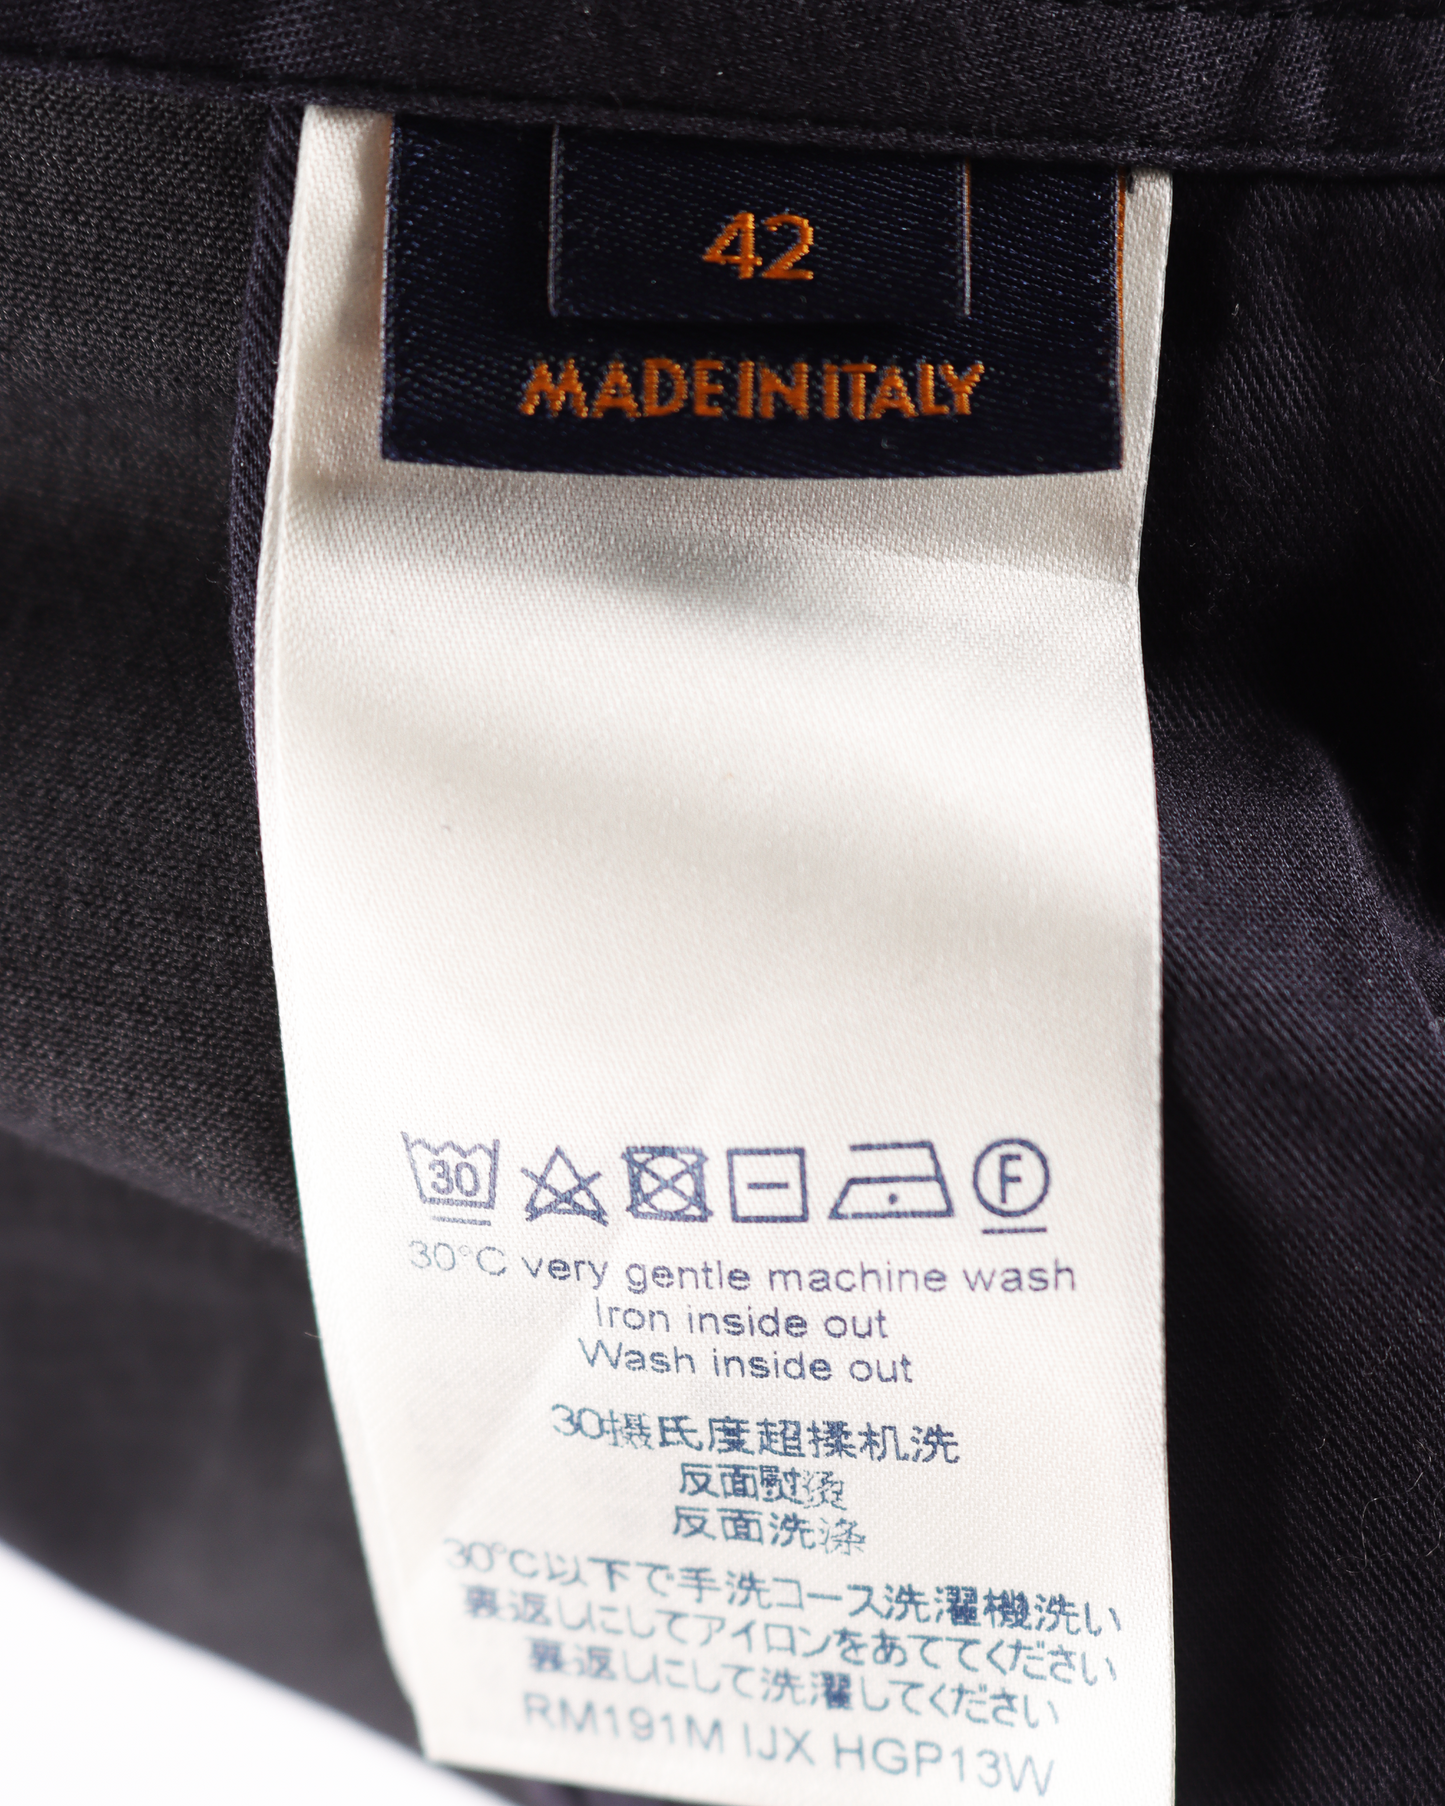 42
MADE IN ITALY
30 F
30°C very gentle machine wash
Iron inside out
Wash inside out
30摄氏度超揉机洗
反面熨烫
反面洗涤
30℃以下で手洗コース洗濯機洗い
裏返しにしてアイロンをあててください
裏返しにして洗濯してください
RM191M IJX HGP13W